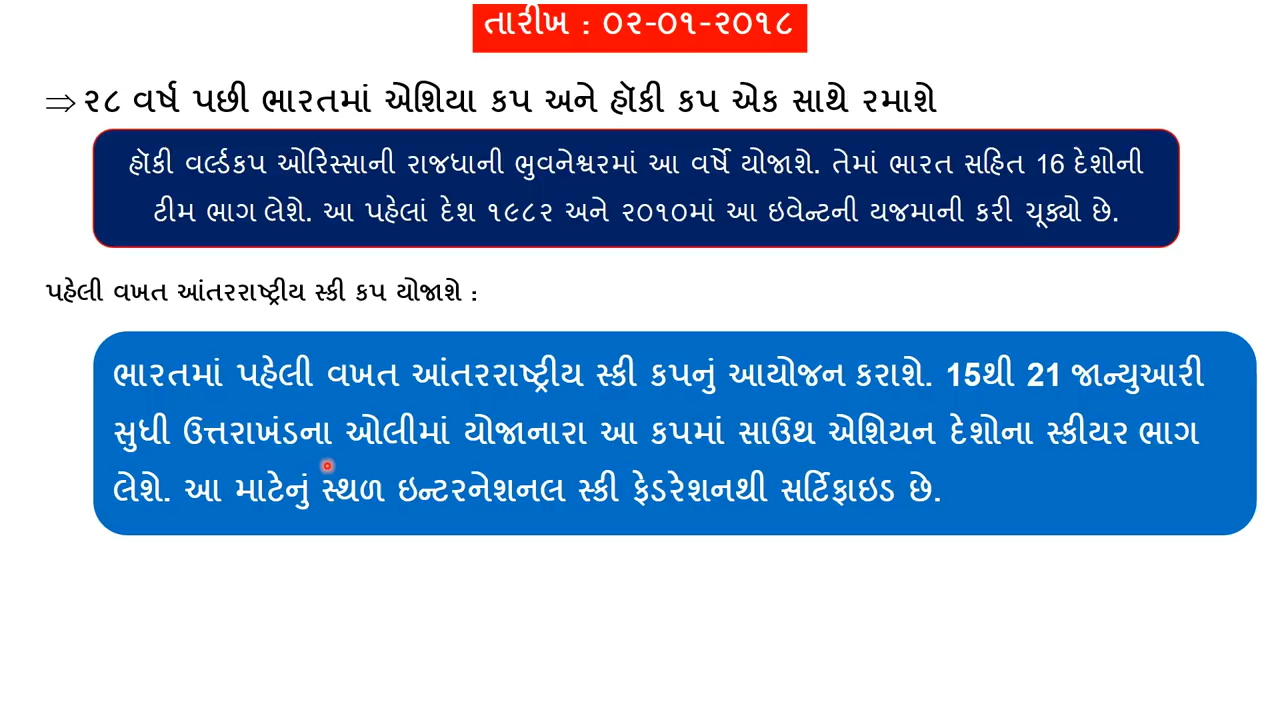 તારીખ : ૦૨-૦૧-૨૦૧૮
⇒ ૨૮ વર્ષ પછી ભારતમાં એશિયા કપ અને હૉકી કપ એક સાથે રમાશે
હૉકી વર્લ્ડકપ ઓરિસ્સાની રાજધાની ભુવનેશ્વરમાં આ વર્ષે યોજાશે. તેમાં ભારત સહિત 16 દેશોની
ટીમ ભાગ લેશે. આ પહેલાં દેશ ૧૯૮૨ અને ૨૦૧૦માં આ ઇવેન્ટની યજમાની કરી ચૂક્યો છે.
પહેલી વખત આંતરરાષ્ટ્રીય સ્કી કપ યોજાશે :
ભારતમાં પહેલી વખત આંતરરાષ્ટ્રીય સ્કી કપનું આયોજન કરાશે. 15થી 21 જાન્યુઆરી
સુધી ઉત્તરાખંડના ઓલીમાં યોજાનારા આ કપમાં સાઉથ એશિયન દેશોના સ્કીયર ભાગ
લેશે. આ માટેનું સ્થળ ઇન્ટરનેશનલ સ્કી ફેડરેશનથી સર્ટિફાઇડ છે.